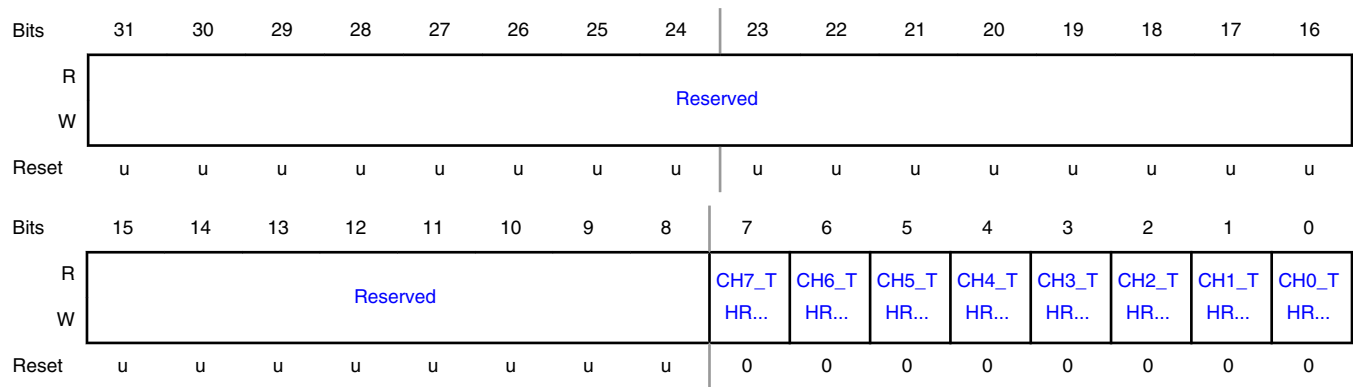 Bits 31 30 29 28 27 26 25 24 23 22 21 20 19 18 17 16
R
Reserved
W
Reset u u u u u u u u u u u u u u u u
Bits 15 14 13 12 11 10 9 8 7 6 5 4 3 2 1 0
R CH7_T CH6_T CH5_T CH4_T CH3_T CH2_T CH1_T CH0_T
Reserved
W HR... HR... HR... HR... HR... HR... HR... HR...
Reset u u u u u u u u 0 0 0 0 0 0 0 0